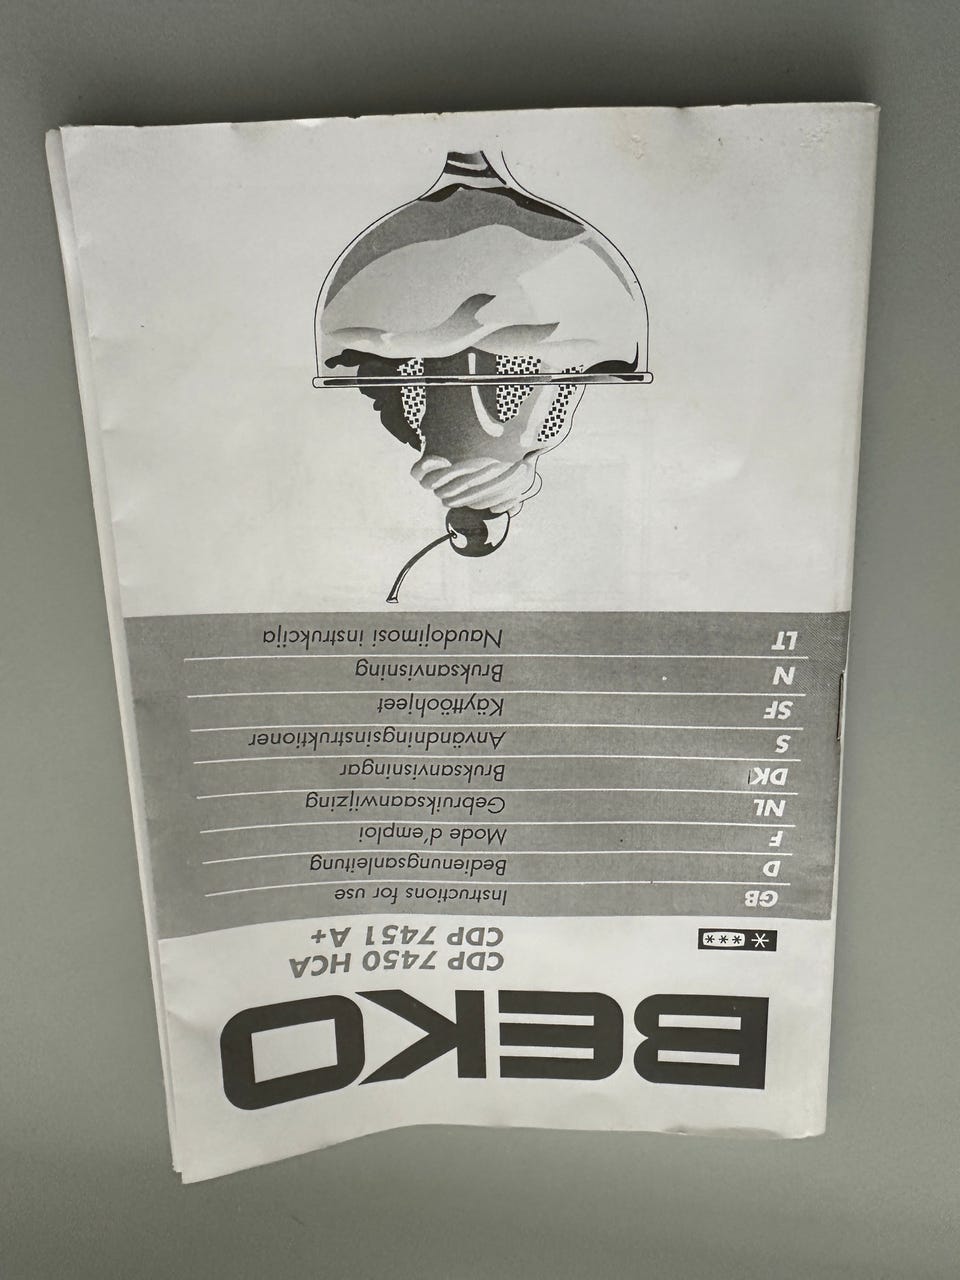 BEKO
CDP 7450 HCA
CDP 7451 A+
GB Instructions for use
D Bedienungsanleitung
F Mode d'emploi
NL Gebruiksaanwijzing
DK Bruksanvisningar
S Användningsinstruktioner
SF Käyttöohjeet
N Bruksanvisning
LT Naudojimosi instrukcija